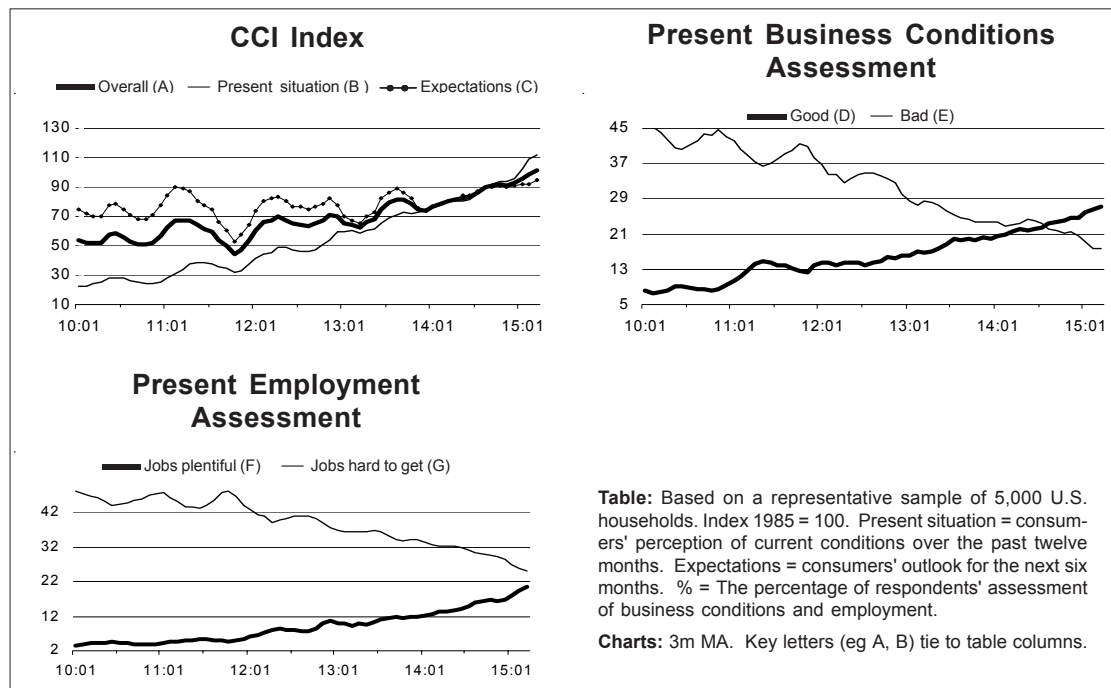 CCI Index
Overall (A) Present situation (B ) Expectations (C)
130
110
90
70
50
30
10
10:01 11:01 12:01 13:01 14:01 15:01
Present Business Conditions
Assessment
Good (D) Bad (E)
45
37
29
21
13
5
10:01 11:01 12:01 13:01 14:01 15:01
Present Employment
Assessment
Jobs plentiful (F) Jobs hard to get (G)
42
32
22
12
2
10:01 11:01 12:01 13:01 14:01 15:01
Table: Based on a representative sample of 5,000 U.S.
households. Index 1985 = 100. Present situation = consum-
ers' perception of current conditions over the past twelve
months. Expectations = consumers' outlook for the next six
months. % = The percentage of respondents' assessment
of business conditions and employment.
Charts: 3m MA. Key letters (eg A, B) tie to table columns.